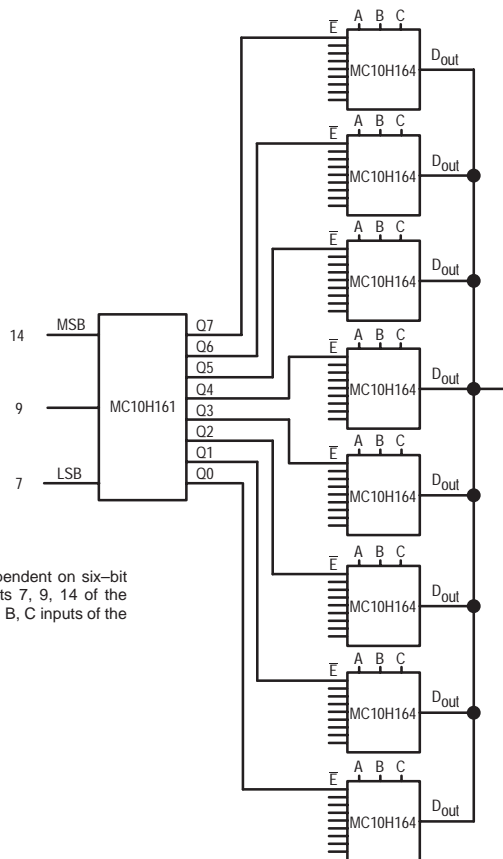 A B C
E
MC10H164
Dout
A B C
E
MC10H164
Dout
A B C
E
MC10H164
Dout
14 MSB
Q7
Q6
Q5
A B C
E
MC10H164
Dout
9
MC10H161
Q4
Q3
Q2
Q1
Q0
7 LSB
A B C
E
MC10H164
Dout
pendent on six–bit
ts 7, 9, 14 of the
B, C inputs of the
A B C
E
MC10H164
Dout
A B C
E
MC10H164
Dout
A B C
E
MC10H164
Dout